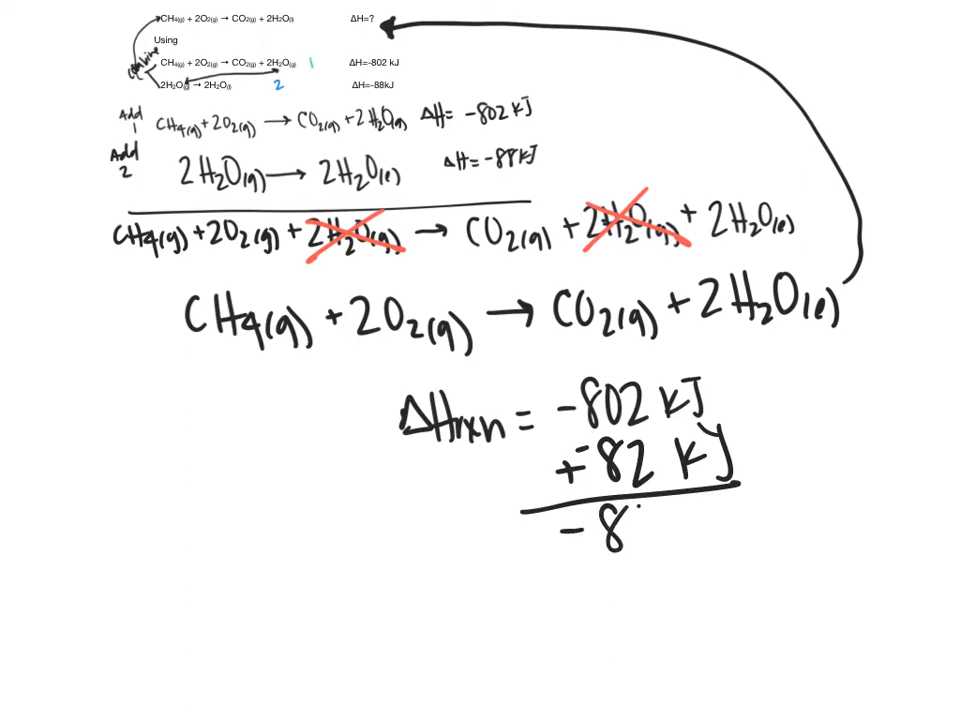 CH4(g) + 2O2(g) → CO2(g) + 2H2O(l) ΔH=?
Using
combine
CH4(g) + 2O2(g) → CO2(g) + 2H2O(g) 1 ΔH=-802 kJ
2H2O(g) → 2H2O(l) 2 ΔH=-88kJ
Add 1 CH4(g) + 2O2(g) → CO2(g) + 2H2O(g) ΔH= -802 kJ
Add 2 2H2O(g) → 2H2O(l) ΔH = -88 kJ
CH4(g) + 2O2(g) + 2H2O(g) → CO2(g) + 2H2O(g) + 2H2O(l)
CH4(g) + 2O2(g) → CO2(g) + 2H2O(l)
ΔHrxn = -802 kJ
+ -82 kJ
-8